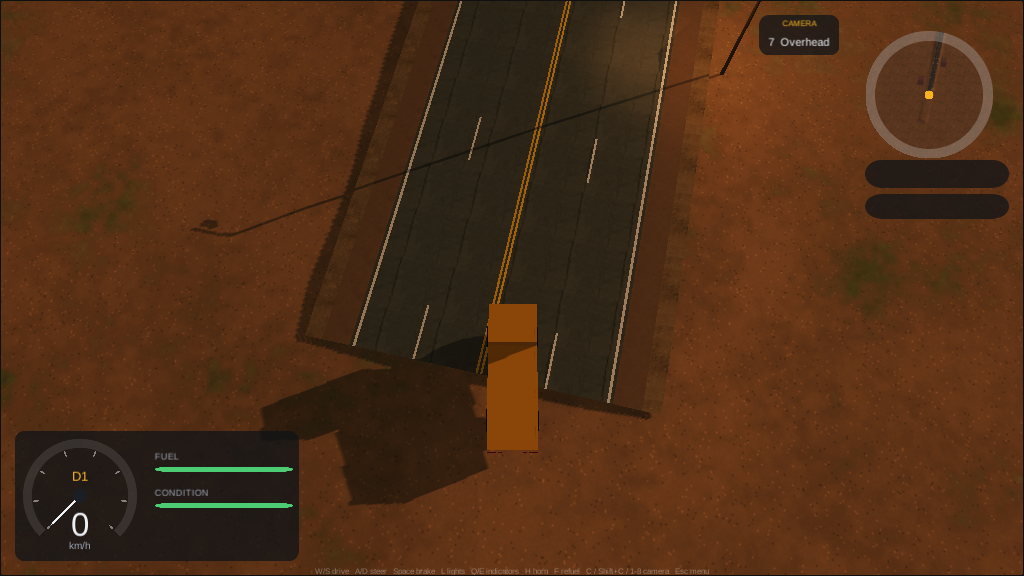 CAMERA
7 Overhead
D1
0
km/h
FUEL
CONDITION
W/S drive A/D steer Space brake L lights Q/E indicators H horn F refuel C / Shift+C / 1-8 camera Esc menu